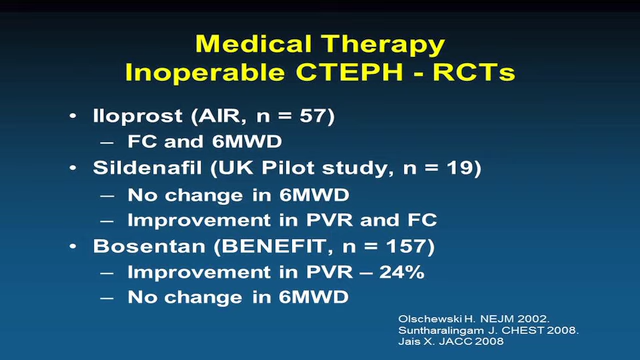 Medical Therapy
Inoperable CTEPH - RCTs
• Iloprost (AIR, n = 57)
– FC and 6MWD
• Sildenafil (UK Pilot study, n = 19)
– No change in 6MWD
– Improvement in PVR and FC
• Bosentan (BENEFIT, n = 157)
– Improvement in PVR – 24%
– No change in 6MWD
Olschewski H. NEJM 2002.
Suntharalingam J. CHEST 2008.
Jais X. JACC 2008